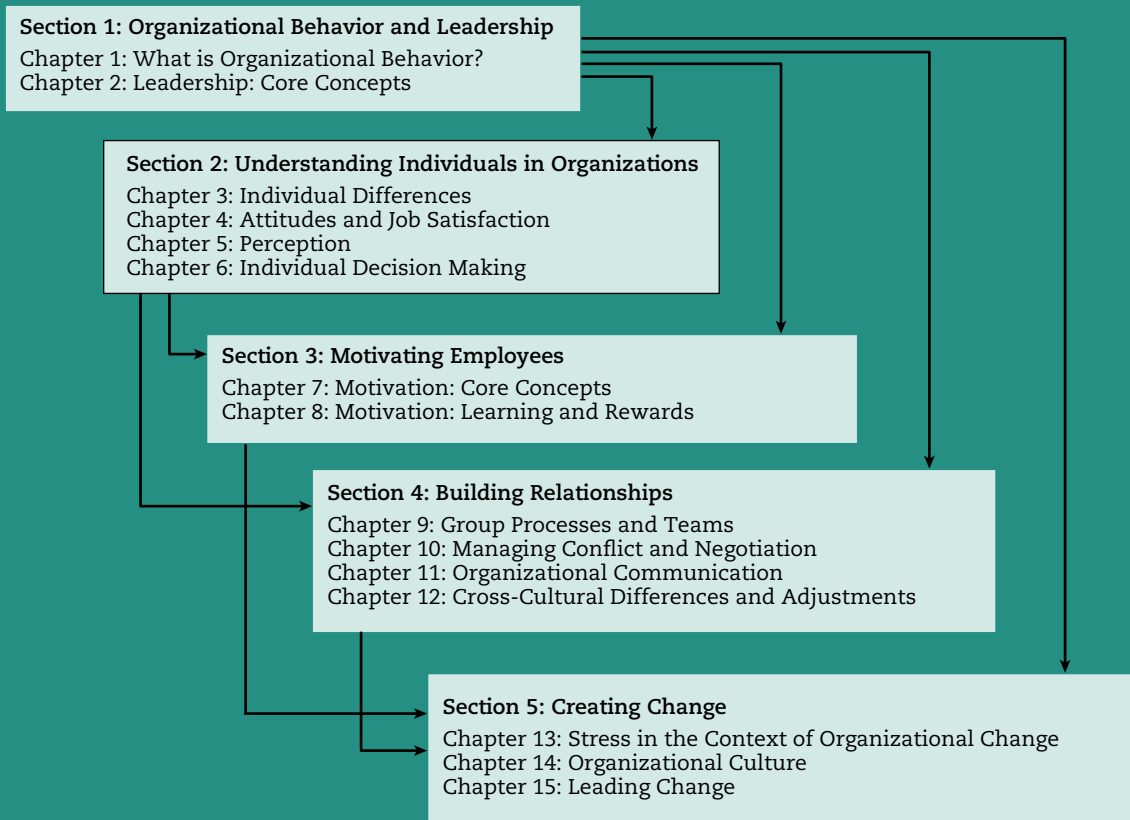 Section 1: Organizational Behavior and Leadership
Chapter 1: What is Organizational Behavior?
Chapter 2: Leadership: Core Concepts
Section 2: Understanding Individuals in Organizations
Chapter 3: Individual Differences
Chapter 4: Attitudes and Job Satisfaction
Chapter 5: Perception
Chapter 6: Individual Decision Making
Section 3: Motivating Employees
Chapter 7: Motivation: Core Concepts
Chapter 8: Motivation: Learning and Rewards
Section 4: Building Relationships
Chapter 9: Group Processes and Teams
Chapter 10: Managing Conflict and Negotiation
Chapter 11: Organizational Communication
Chapter 12: Cross-Cultural Differences and Adjustments
Section 5: Creating Change
Chapter 13: Stress in the Context of Organizational Change
Chapter 14: Organizational Culture
Chapter 15: Leading Change